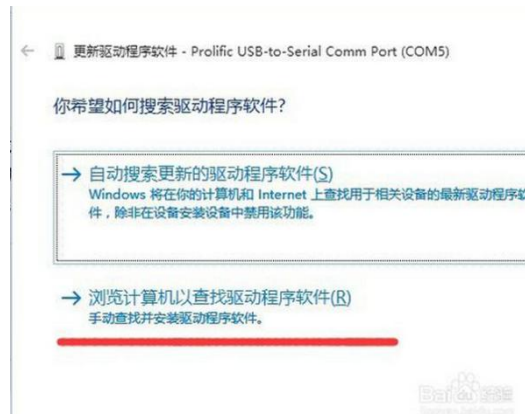 更新驱动程序软件 - Prolific USB-to-Serial Comm Port (COM5)
你希望如何搜索驱动程序软件?
→ 自动搜索更新的驱动程序软件(S)
Windows 将在你的计算机和 Internet 上查找用于相关设备的最新驱动程序软
件，除非在设备安装设备中禁用该功能。
→ 浏览计算机以查找驱动程序软件(R)
手动查找并安装驱动程序软件。
Baidu 经验